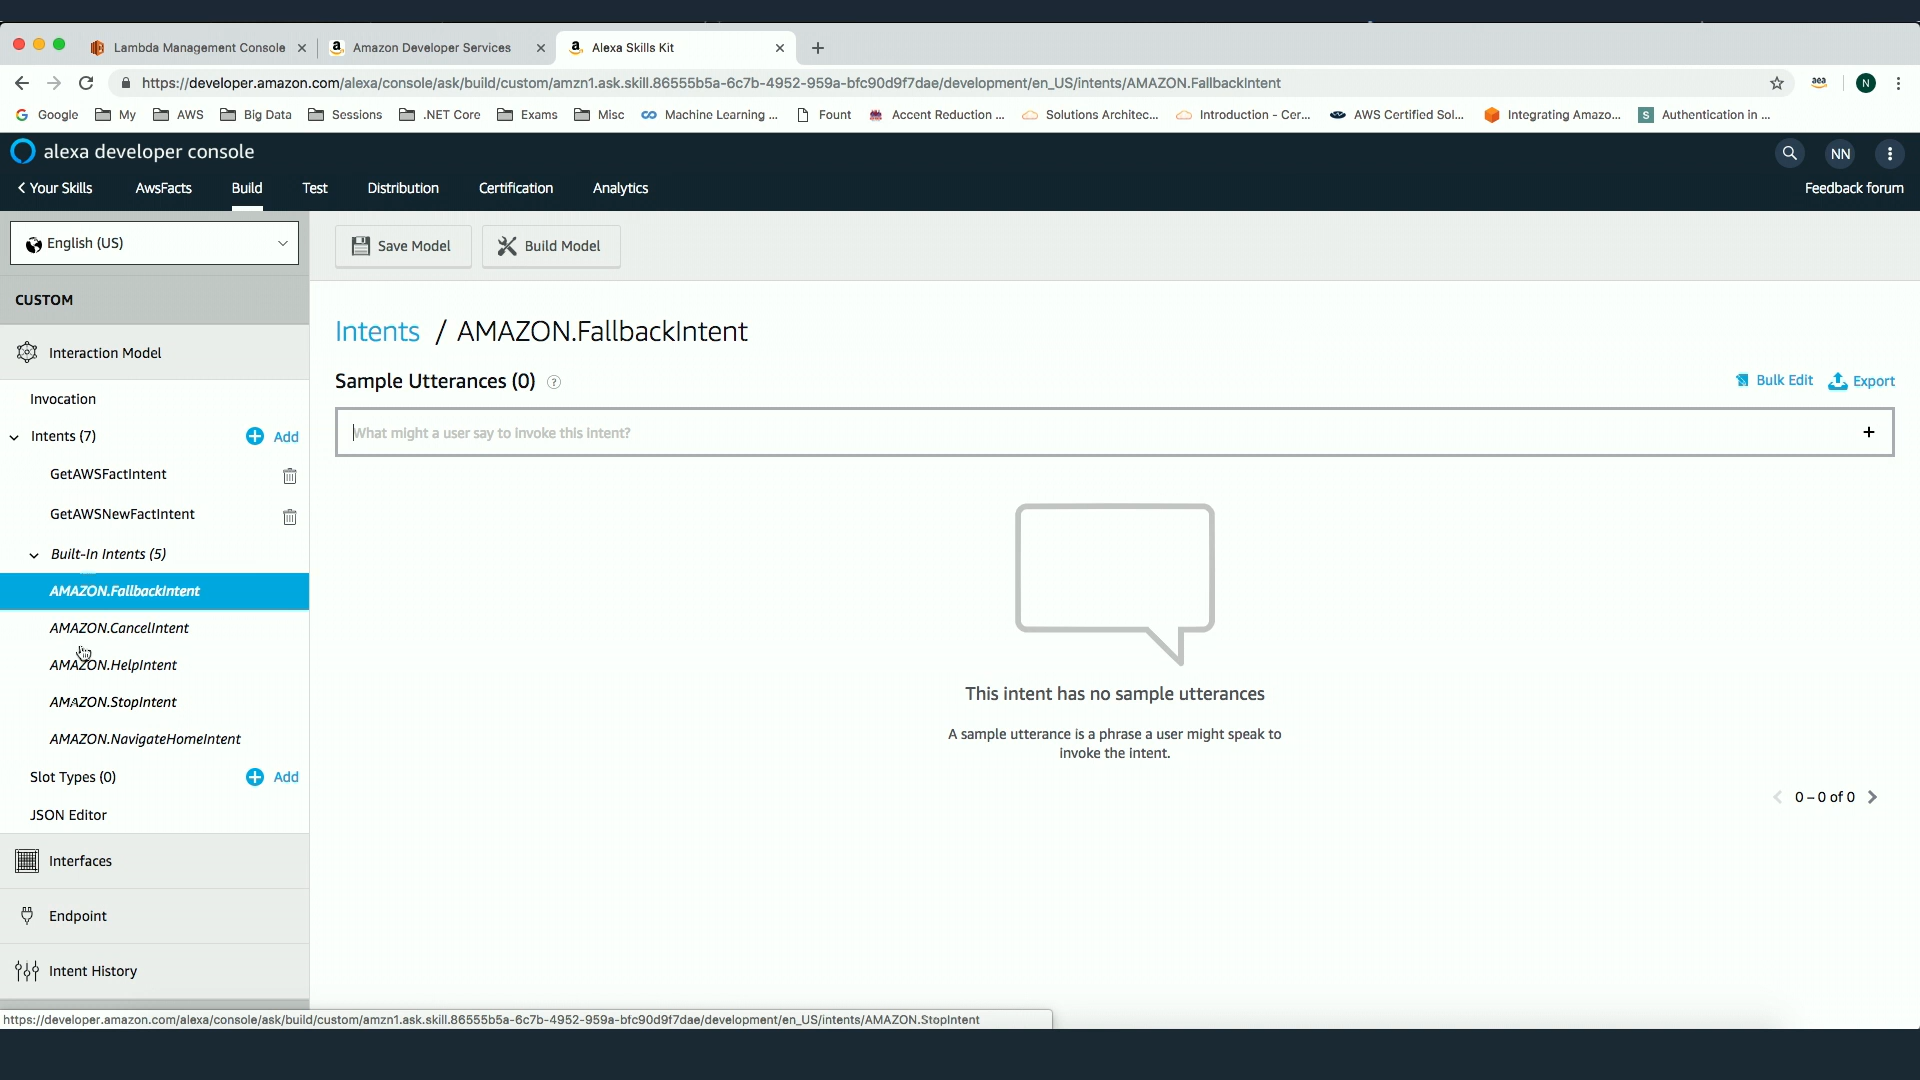 Lambda Management Console
Amazon Developer Services
Alexa Skills Kit
https://developer.amazon.com/alexa/console/ask/build/custom/amzn1.ask.skill.86555b5a-6c7b-4952-959a-bfc90d9f7dae/development/en_US/intents/AMAZON.FallbackIntent
aea
N
Google
My
AWS
Big Data
Sessions
.NET Core
Exams
Misc
Machine Learning ...
Fount
Accent Reduction ...
Solutions Architec...
Introduction - Cer...
AWS Certified Sol...
Integrating Amazo...
Authentication in ...
alexa developer console
NN
Your Skills
AwsFacts
Build
Test
Distribution
Certification
Analytics
Feedback forum
English (US)
Save Model
Build Model
CUSTOM
Interaction Model
Invocation
Intents (7)
Add
GetAWSFactIntent
GetAWSNewFactIntent
Built-In Intents (5)
AMAZON.FallbackIntent
AMAZON.CancelIntent
AMAZON.HelpIntent
AMAZON.StopIntent
AMAZON.NavigateHomeIntent
Slot Types (0)
Add
JSON Editor
Interfaces
Endpoint
Intent History
Intents / AMAZON.FallbackIntent
Sample Utterances (0) ?
Bulk Edit
Export
What might a user say to invoke this intent?
This intent has no sample utterances
A sample utterance is a phrase a user might speak to
invoke the intent.
0 – 0 of 0
https://developer.amazon.com/alexa/console/ask/build/custom/amzn1.ask.skill.86555b5a-6c7b-4952-959a-bfc90d9f7dae/development/en_US/intents/AMAZON.StopIntent